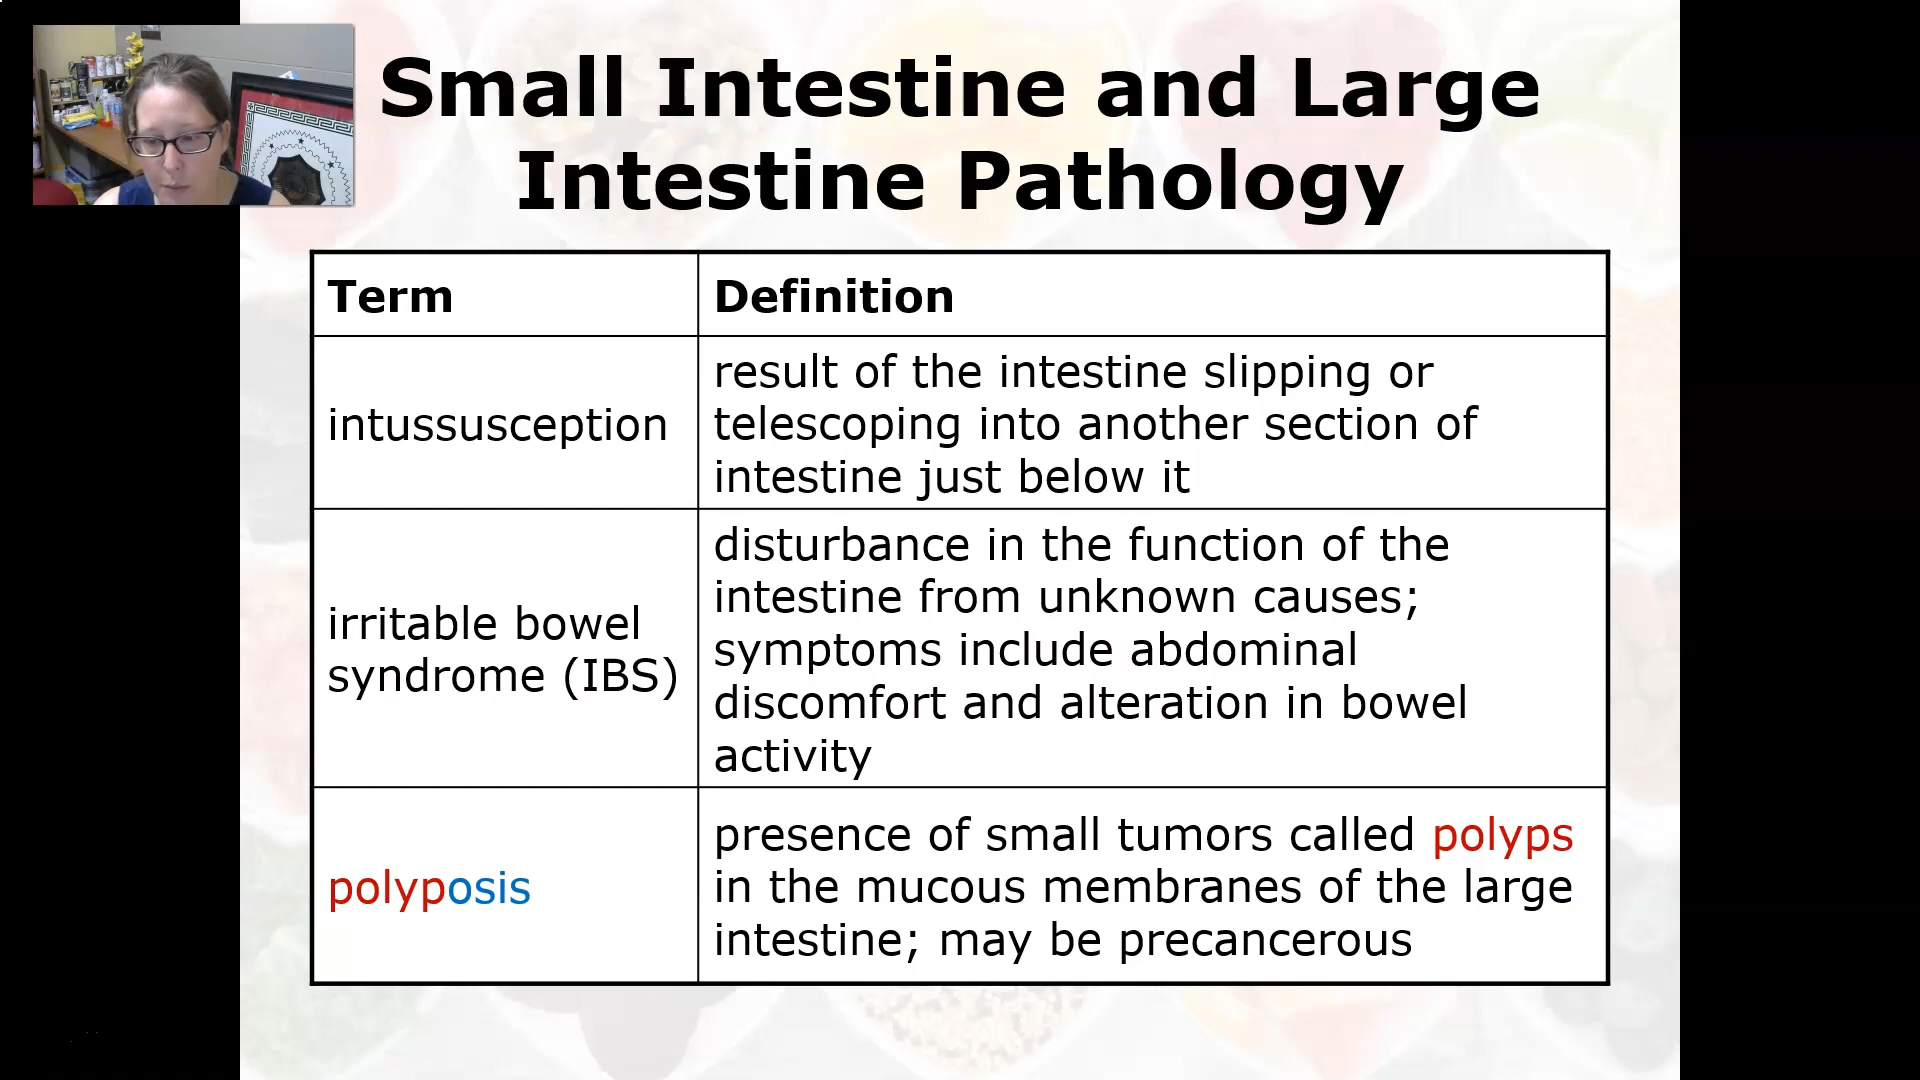 Small Intestine and Large
Intestine Pathology
Term
Definition
intussusception
result of the intestine slipping or
telescoping into another section of
intestine just below it
irritable bowel
syndrome (IBS)
disturbance in the function of the
intestine from unknown causes;
symptoms include abdominal
discomfort and alteration in bowel
activity
polyposis
presence of small tumors called polyps
in the mucous membranes of the large
intestine; may be precancerous